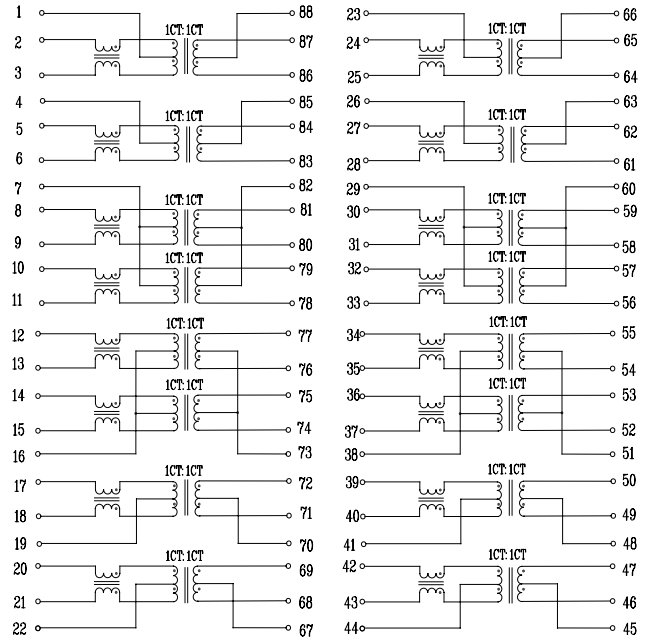 1 88 23 66
1CT:1CT 1CT:1CT
2 87 24 65
3 86 25 64
4 85 26 63
1CT:1CT 1CT:1CT
5 84 27 62
6 83 28 61
7 82 29 60
1CT:1CT 1CT:1CT
8 81 30 59
9 80 31 58
1CT:1CT 1CT:1CT
10 79 32 57
11 78 33 56
1CT:1CT 1CT:1CT
12 77 34 55
13 76 35 54
1CT:1CT 1CT:1CT
14 75 36 53
15 74 37 52
16 73 38 51
1CT:1CT 1CT:1CT
17 72 39 50
18 71 40 49
19 70 41 48
1CT:1CT 1CT:1CT
20 69 42 47
21 68 43 46
22 67 44 45